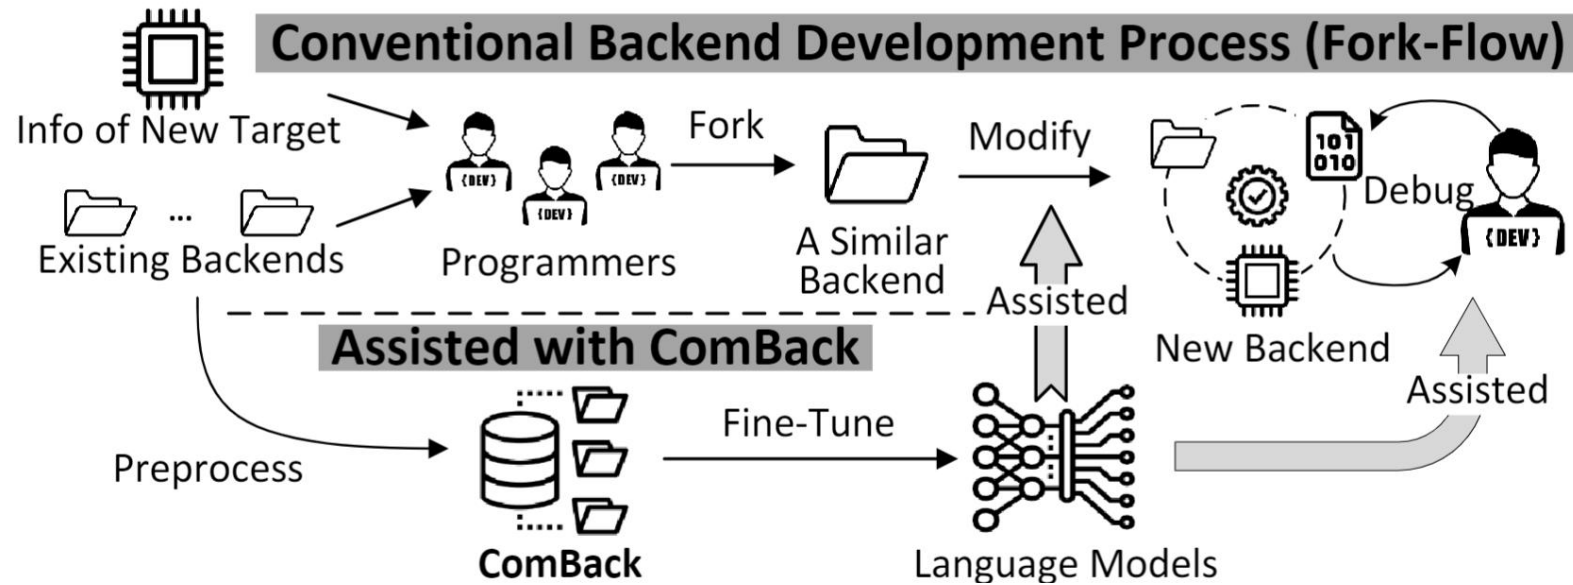 Conventional Backend Development Process (Fork-Flow)
Info of New Target
Existing Backends
...
{DEV}
{DEV}
{DEV}
Programmers
Fork
A Similar
Backend
Modify
101
010
Debug
{DEV}
New Backend
Assisted
Assisted
Assisted with ComBack
Preprocess
ComBack
Fine-Tune
Language Models